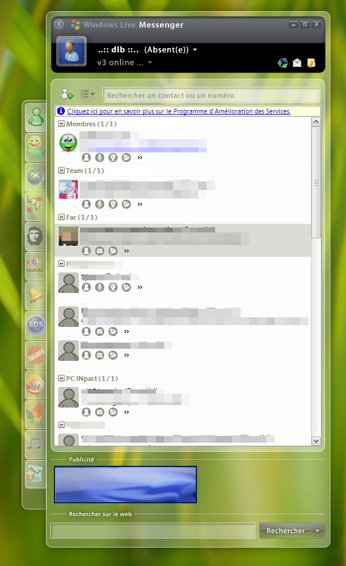 Windows Live Messenger
..:: dlb ::.. (Absent(e))
v3 online ...
Rechercher un contact ou un numéro
Cliquez ici pour en savoir plus sur le Programme d'Amélioration des Services.
Membres (1/1)
Team (1/1)
Fac (1/1)
PC INpact (1/1)
SOS
SOLDES
Publicité
Rechercher sur le web
Rechercher